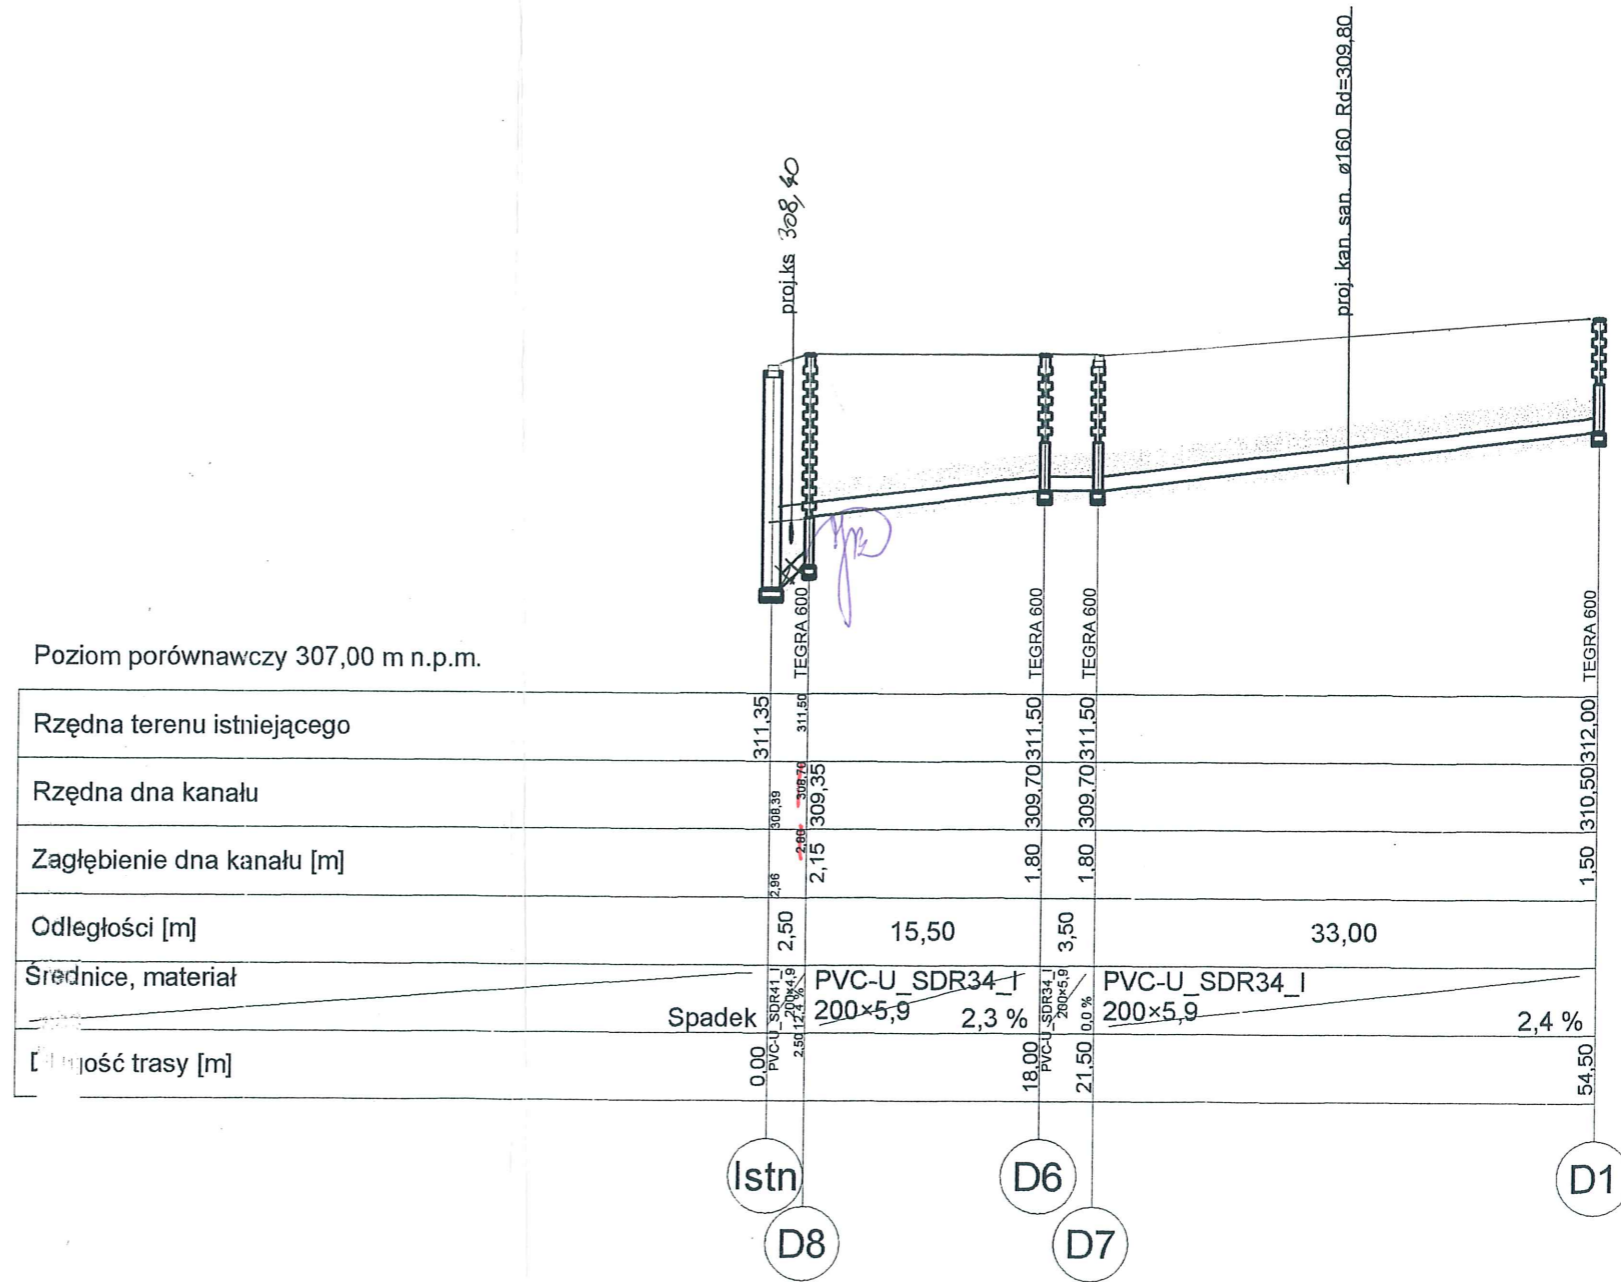 proj.ks 308,40
proj. kan. san. ø160 Rd=309,80
TEGRA 600
TEGRA 600
TEGRA 600
TEGRA 600
Poziom porównawczy 307,00 m n.p.m.
Rzędna terenu istniejącego
311,35
311,50
311,50
311,50
312,00
Rzędna dna kanału
308,39
308,70
309,35
309,70
309,70
310,50
Zagłębienie dna kanału [m]
2,96
2,80
2,15
1,80
1,80
1,50
Odległości [m]
2,50
15,50
3,50
33,00
Średnice, materiał
Spadek
PVC-U_SDR41_I
200×4,9
12,4 %
PVC-U_SDR34_I
200×5,9
2,3 %
PVC-U_SDR34_I
200×5,9
0,0 %
PVC-U_SDR34_I
200×5,9
2,4 %
ość trasy [m]
0,00
2,50
18,00
21,50
54,50
Istn
D8
D6
D7
D1